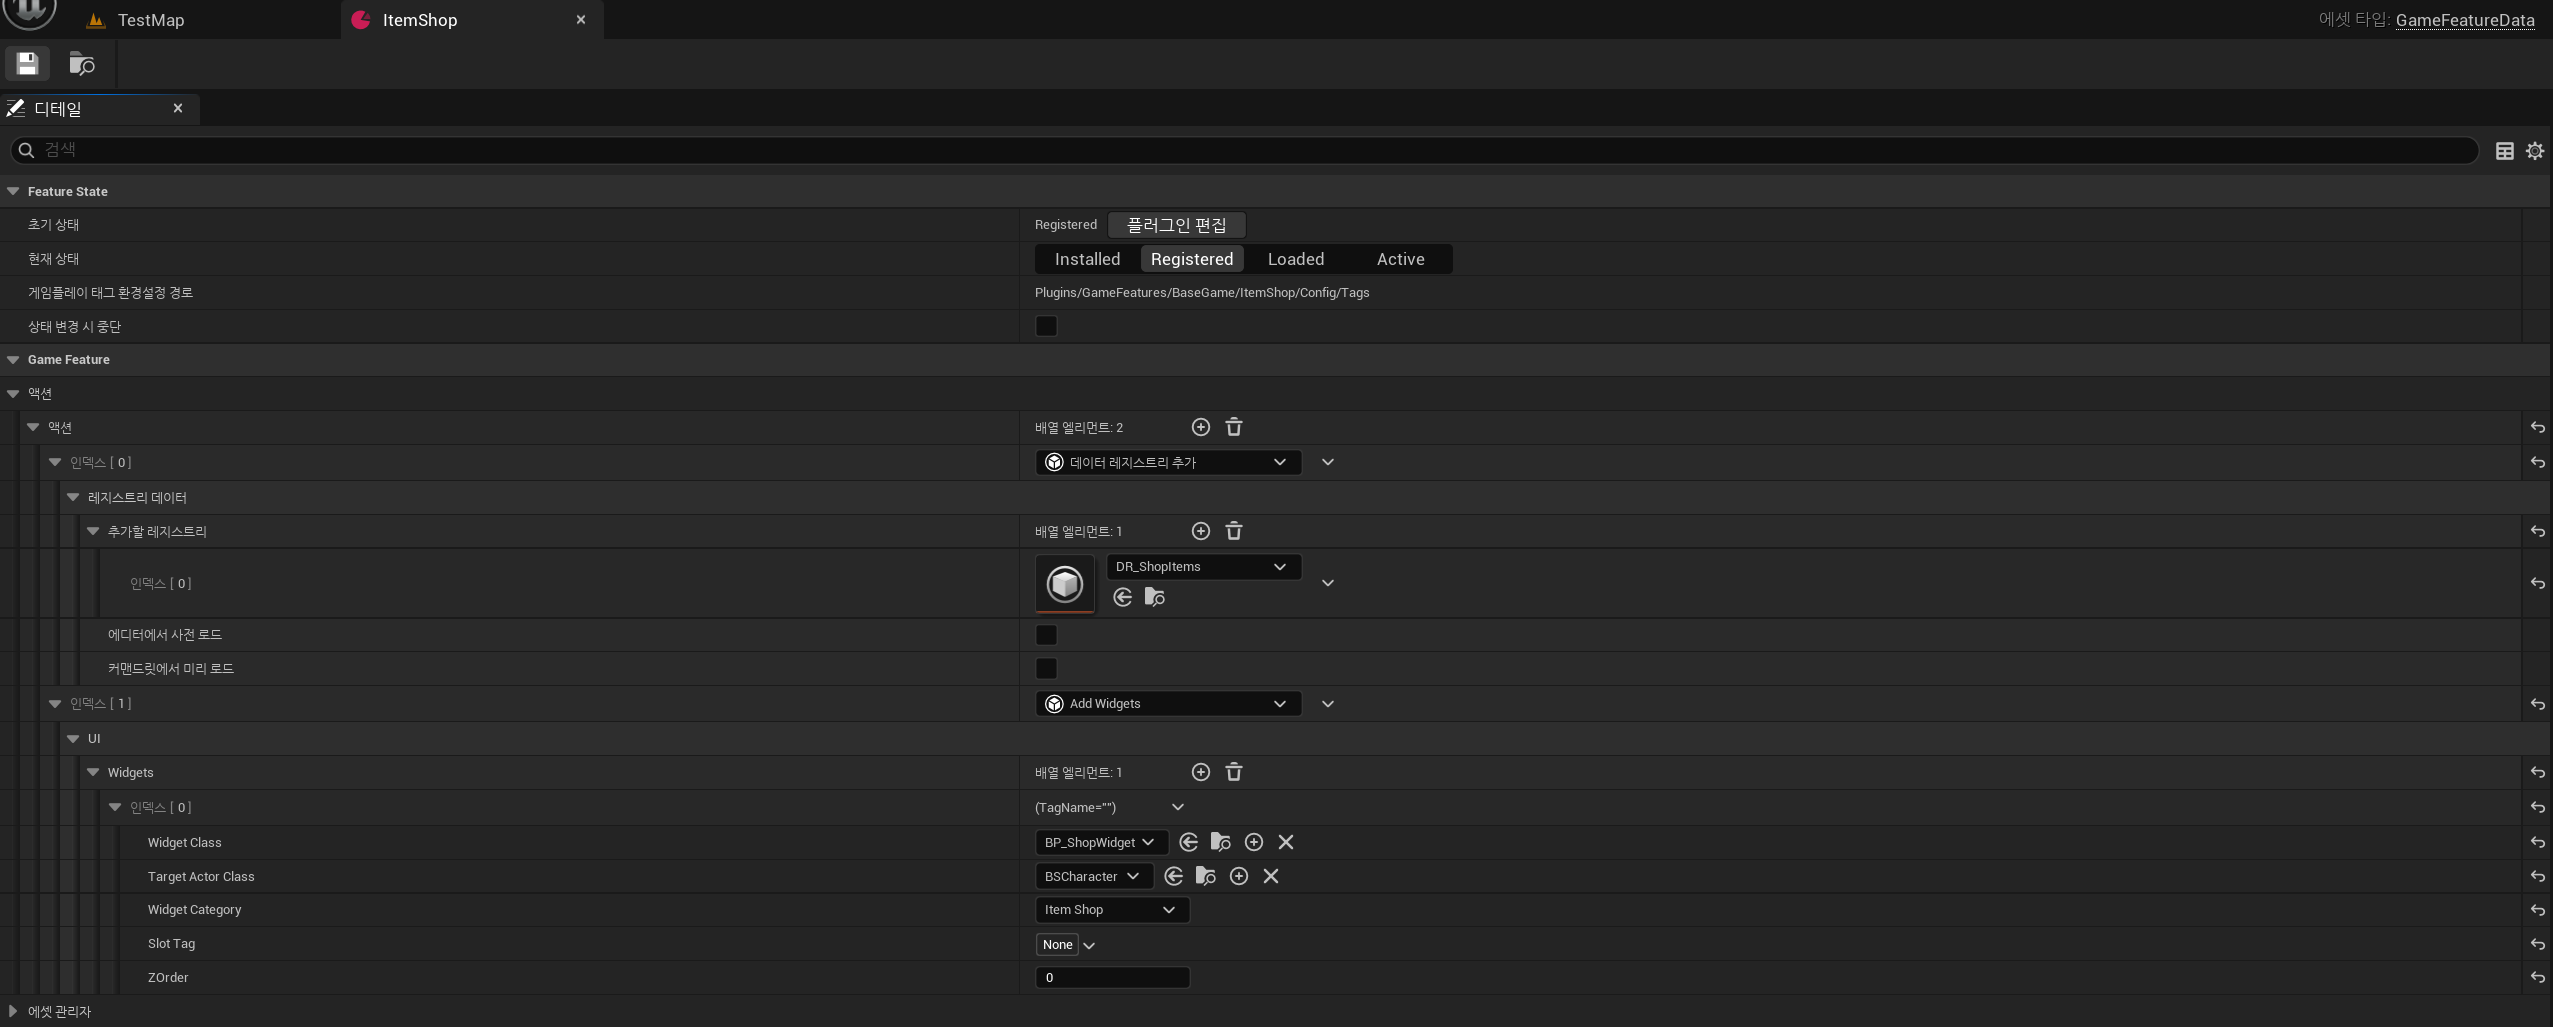 TestMap
ItemShop
에셋 타입: GameFeatureData
디테일
검색
Feature State
초기 상태 Registered 플러그인 편집
현재 상태 Installed Registered Loaded Active
게임플레이 태그 환경설정 경로 Plugins/GameFeatures/BaseGame/ItemShop/Config/Tags
상태 변경 시 중단
Game Feature
액션
액션 배열 엘리먼트: 2
인덱스 [ 0 ] 데이터 레지스트리 추가
레지스트리 데이터
추가할 레지스트리 배열 엘리먼트: 1
인덱스 [ 0 ] DR_ShopItems
에디터에서 사전 로드
커맨드릿에서 미리 로드
인덱스 [ 1 ] Add Widgets
UI
Widgets 배열 엘리먼트: 1
인덱스 [ 0 ] (TagName="")
Widget Class BP_ShopWidget
Target Actor Class BSCharacter
Widget Category Item Shop
Slot Tag None
ZOrder 0
에셋 관리자